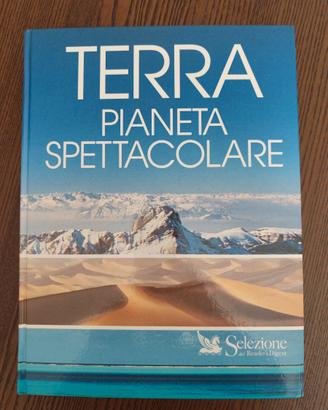 TERRA
PIANETA
SPETTACOLARE
Selezione
dal Reader's Digest